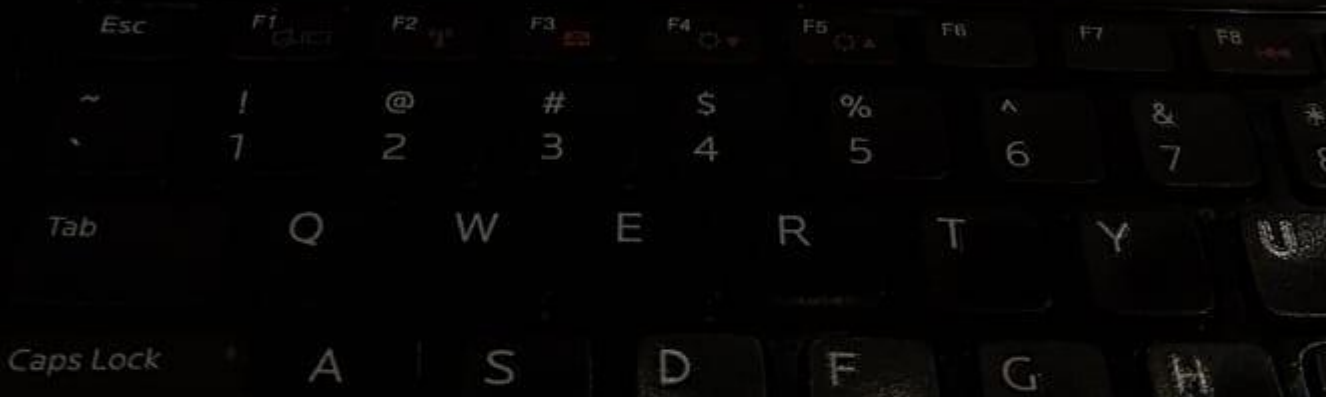 Esc F1 F2 F3 F4 F5 F6 F7 F8
~ ! @ # $ % ^ & *
` 1 2 3 4 5 6 7 8
Tab Q W E R T Y U
Caps Lock A S D F G H